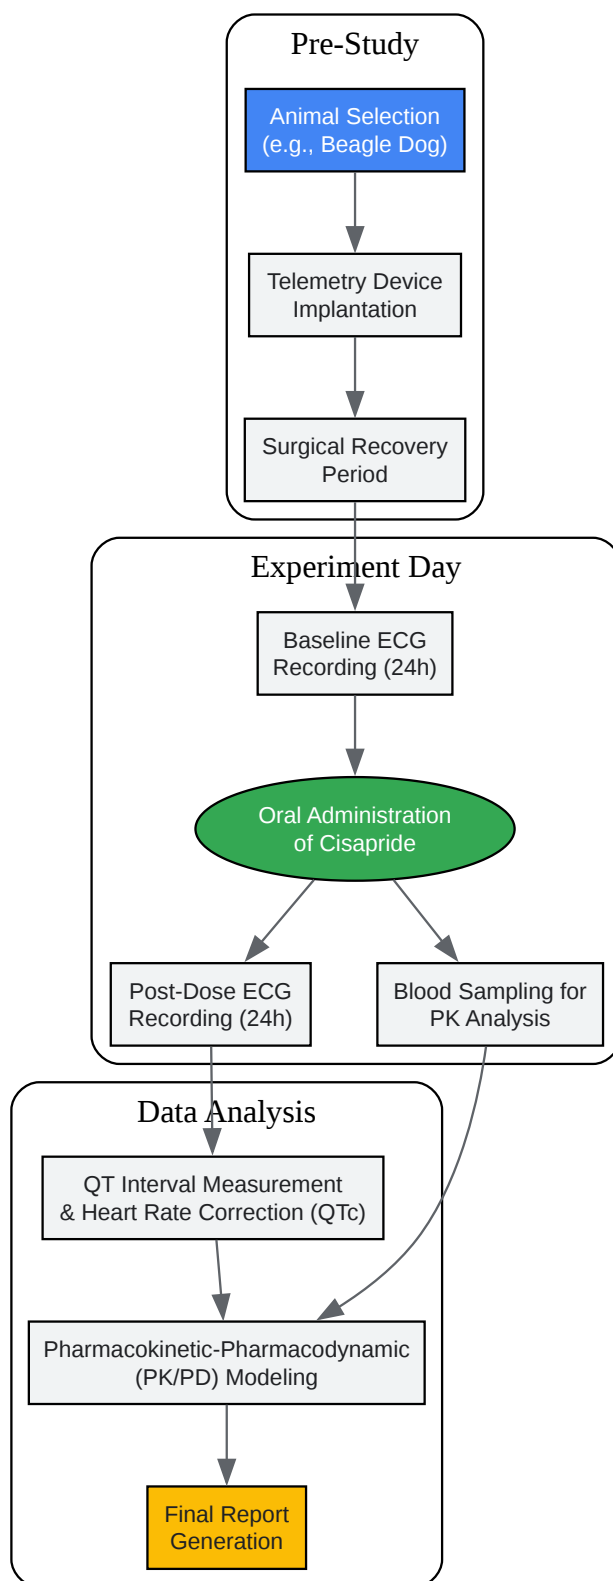 Pre-Study
Animal Selection
(e.g., Beagle Dog)
Telemetry Device
Implantation
Surgical Recovery
Period
Experiment Day
Baseline ECG
Recording (24h)
Oral Administration
of Cisapride
Post-Dose ECG
Recording (24h)
Blood Sampling for
PK Analysis
Data Analysis
QT Interval Measurement
& Heart Rate Correction (QTc)
Pharmacokinetic-Pharmacodynamic
(PK/PD) Modeling
Final Report
Generation